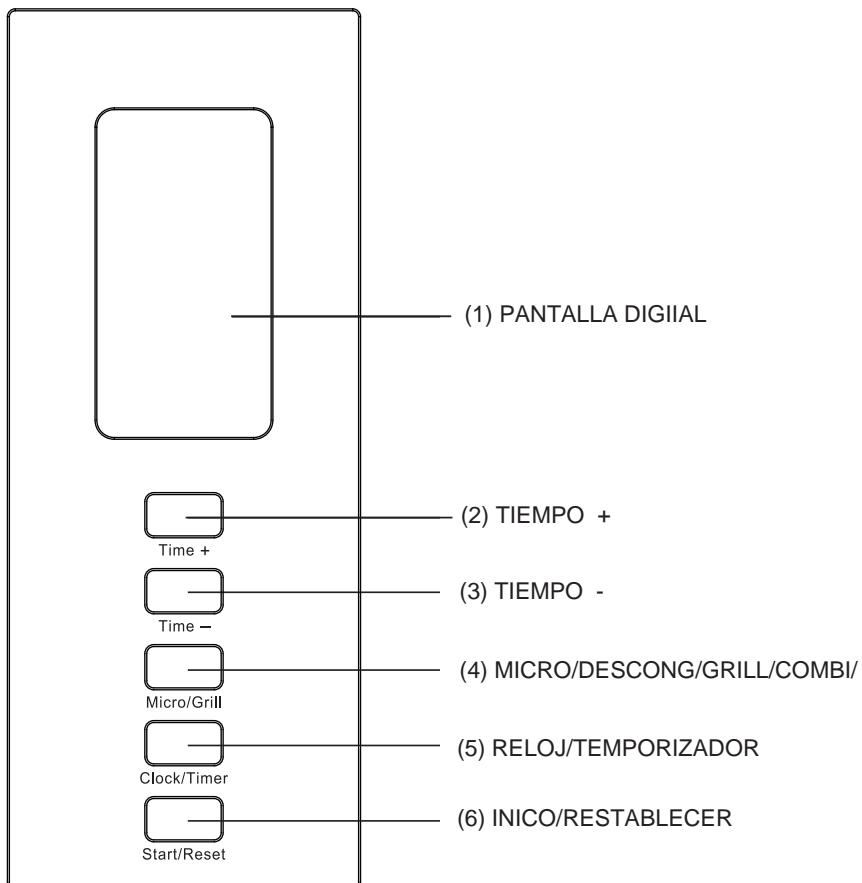 (1) PANTALLA DIGIIAL
(2) TIEMPO +
Time +
(3) TIEMPO -
Time –
(4) MICRO/DESCONG/GRILL/COMBI/
Micro/Grill
(5) RELOJ/TEMPORIZADOR
Clock/Timer
(6) INICO/RESTABLECER
Start/Reset